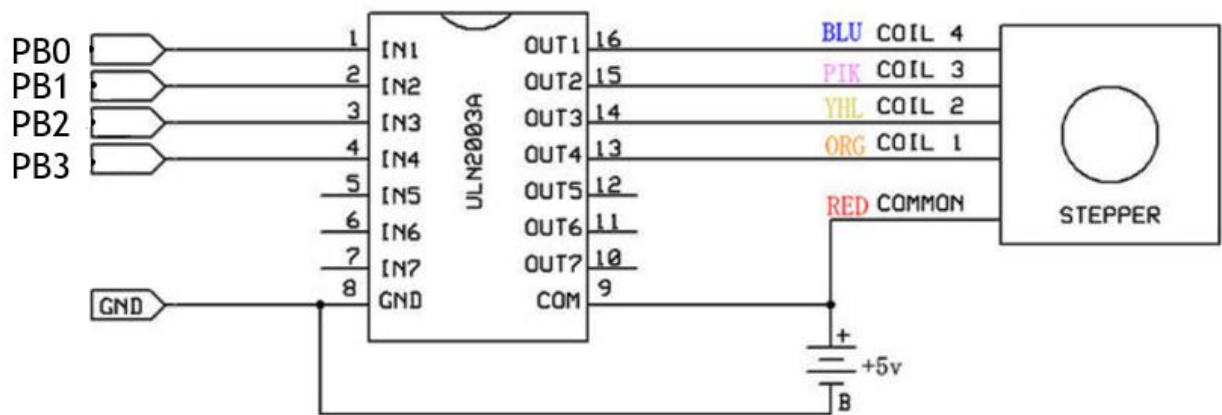 PB0 1 IN1 OUT1 16 BLU COIL 4
PB1 2 IN2 OUT2 15 PIK COIL 3
PB2 3 IN3 OUT3 14 YHL COIL 2
PB3 4 IN4 OUT4 13 ORG COIL 1
5 IN5 OUT5 12
6 IN6 OUT6 11
7 IN7 OUT7 10
GND 8 GND COM 9
ULN2003A
RED COMMON
STEPPER
+
+5v
B